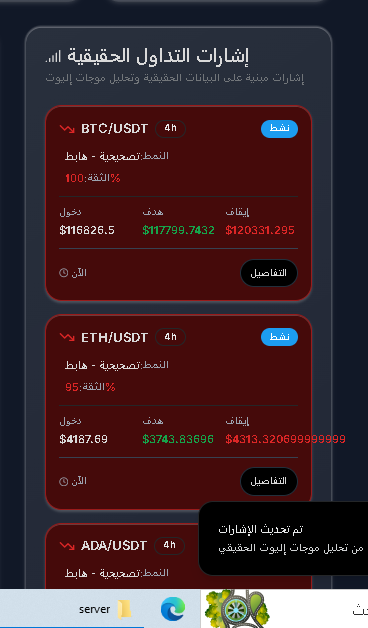 إشارات التداول الحقيقية
إشارات مبنية على البيانات الحقيقية وتحليل موجات إليوت
BTC/USDT 4h نشط
النمط: تصحيحية - هابط
الثقة: 100%
دخول هدف إيقاف
$116826.5 $117799.7432 $120331.295
الآن التفاصيل
ETH/USDT 4h نشط
النمط: تصحيحية - هابط
الثقة: 95%
دخول هدف إيقاف
$4187.69 $3743.83696 $4313.320699999999
الآن التفاصيل
تم تحديث الإشارات
من تحليل موجات إليوت الحقيقي
ADA/USDT 4h
النمط: تصحيحية - هابط
server